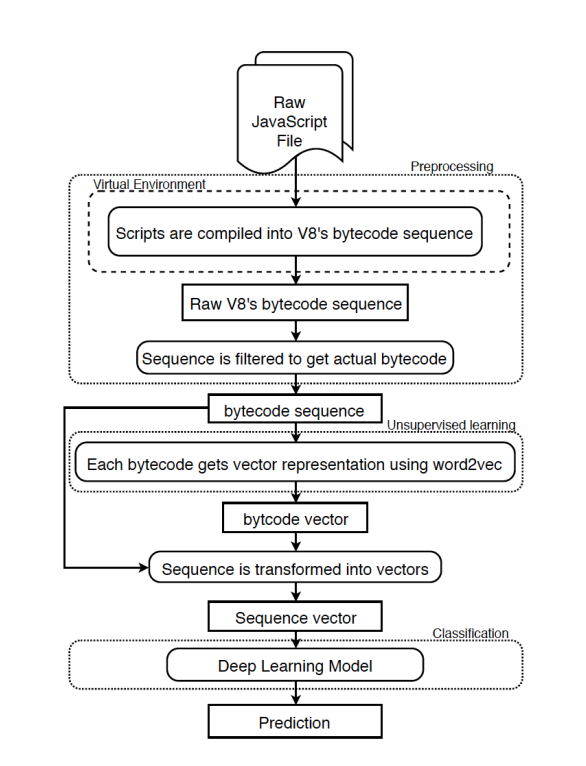 Raw
JavaScript
File
Preprocessing
Virtual Environment
Scripts are compiled into V8's bytecode sequence
Raw V8's bytecode sequence
Sequence is filtered to get actual bytecode
bytecode sequence
Unsupervised learning
Each bytecode gets vector representation using word2vec
bytcode vector
Sequence is transformed into vectors
Sequence vector
Classification
Deep Learning Model
Prediction